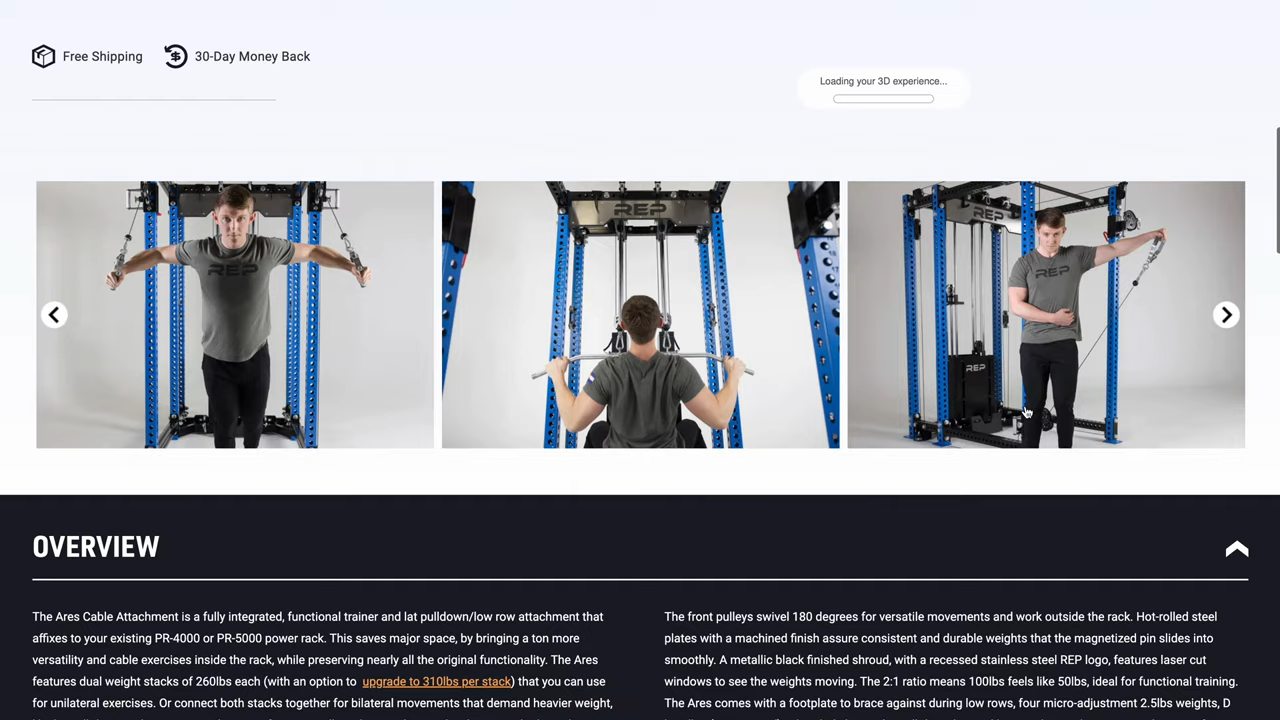 Free Shipping
30-Day Money Back
Loading your 3D experience...
REP
REP
REP
REP
REP
OVERVIEW
The Ares Cable Attachment is a fully integrated, functional trainer and lat pulldown/low row attachment that
affixes to your existing PR-4000 or PR-5000 power rack. This saves major space, by bringing a ton more
versatility and cable exercises inside the rack, while preserving nearly all the original functionality. The Ares
features dual weight stacks of 260lbs each (with an option to upgrade to 310lbs per stack) that you can use
for unilateral exercises. Or connect both stacks together for bilateral movements that demand heavier weight,
The front pulleys swivel 180 degrees for versatile movements and work outside the rack. Hot-rolled steel
plates with a machined finish assure consistent and durable weights that the magnetized pin slides into
smoothly. A metallic black finished shroud, with a recessed stainless steel REP logo, features laser cut
windows to see the weights moving. The 2:1 ratio means 100lbs feels like 50lbs, ideal for functional training.
The Ares comes with a footplate to brace against during low rows, four micro-adjustment 2.5lbs weights, D